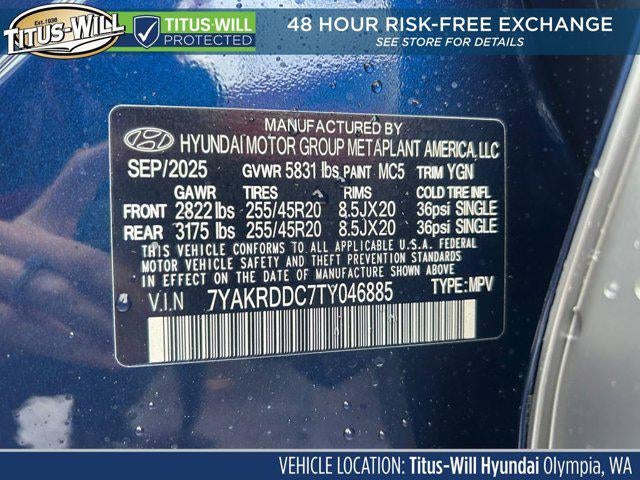 Est. 1938
TITUS-WILL
TITUS-WILL
PROTECTED
48 HOUR RISK-FREE EXCHANGE
SEE STORE FOR DETAILS
MANUFACTURED BY
HYUNDAI MOTOR GROUP METAPLANT AMERICA, LLC
SEP/2025 GVWR 5831 lbs PAINT MC5 TRIM YGN
GAWR TIRES RIMS COLD TIRE INFL
FRONT 2822 lbs 255/45R20 8.5JX20 36psi SINGLE
REAR 3175 lbs 255/45R20 8.5JX20 36psi SINGLE
THIS VEHICLE CONFORMS TO ALL APPLICABLE U.S.A. FEDERAL
MOTOR VEHICLE SAFETY AND THEFT PREVENTION STANDARDS
IN EFFECT ON THE DATE OF MANUFACTURE SHOWN ABOVE.
V.I.N 7YAKRDDC7TY046885 TYPE: MPV
VEHICLE LOCATION: Titus-Will Hyundai Olympia, WA